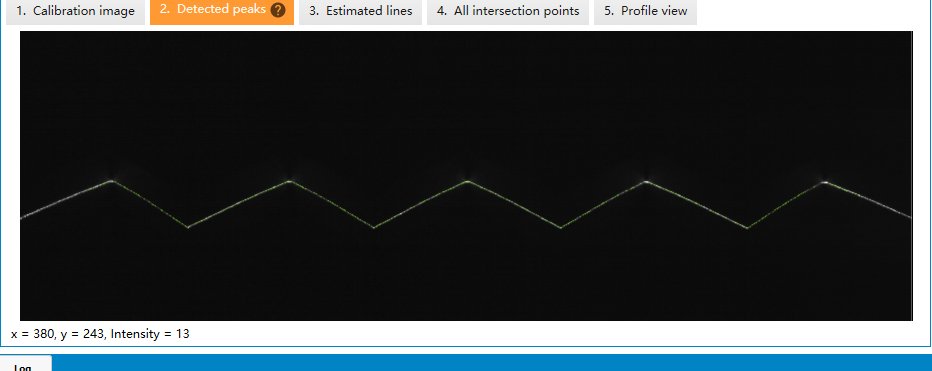 1. Calibration image
2. Detected peaks ?
3. Estimated lines
4. All intersection points
5. Profile view
x = 380, y = 243, Intensity = 13
Log